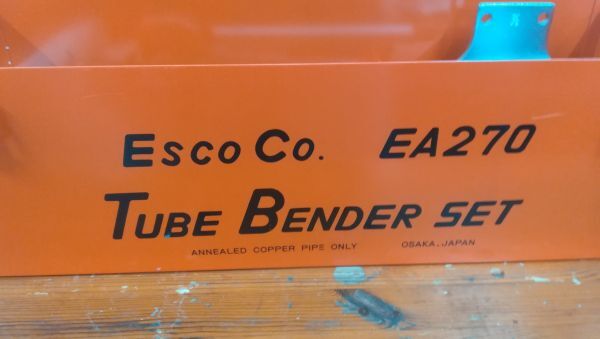 Esco Co. EA270
TUBE BENDER SET
ANNEALED COPPER PIPE ONLY OSAKA.JAPAN